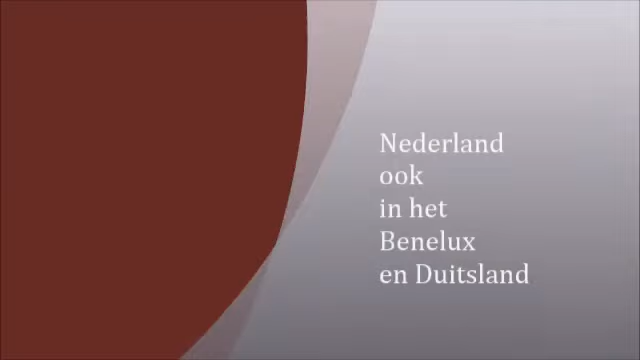 Nederland
ook
in het
Benelux
en Duitsland